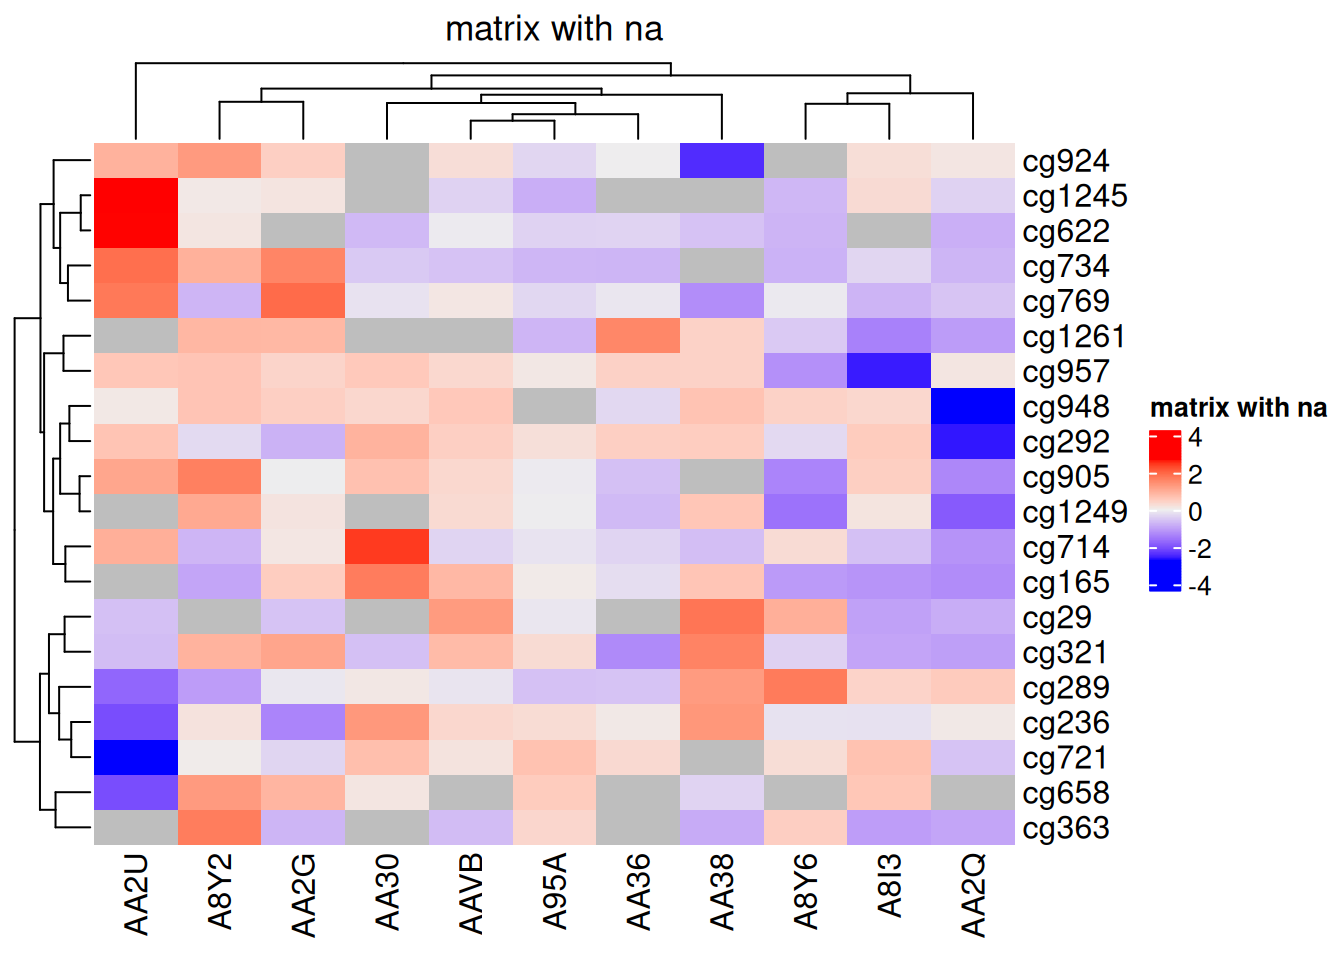 matrix with na
cg924
cg1245
cg622
cg734
cg769
cg1261
cg957
cg948
cg292
cg905
cg1249
cg714
cg165
cg29
cg321
cg289
cg236
cg721
cg658
cg363
matrix with na
4
2
0
-2
-4
AA2U
A8Y2
AA2G
AA30
AAVB
A95A
AA36
AA38
A8Y6
A8I3
AA2Q